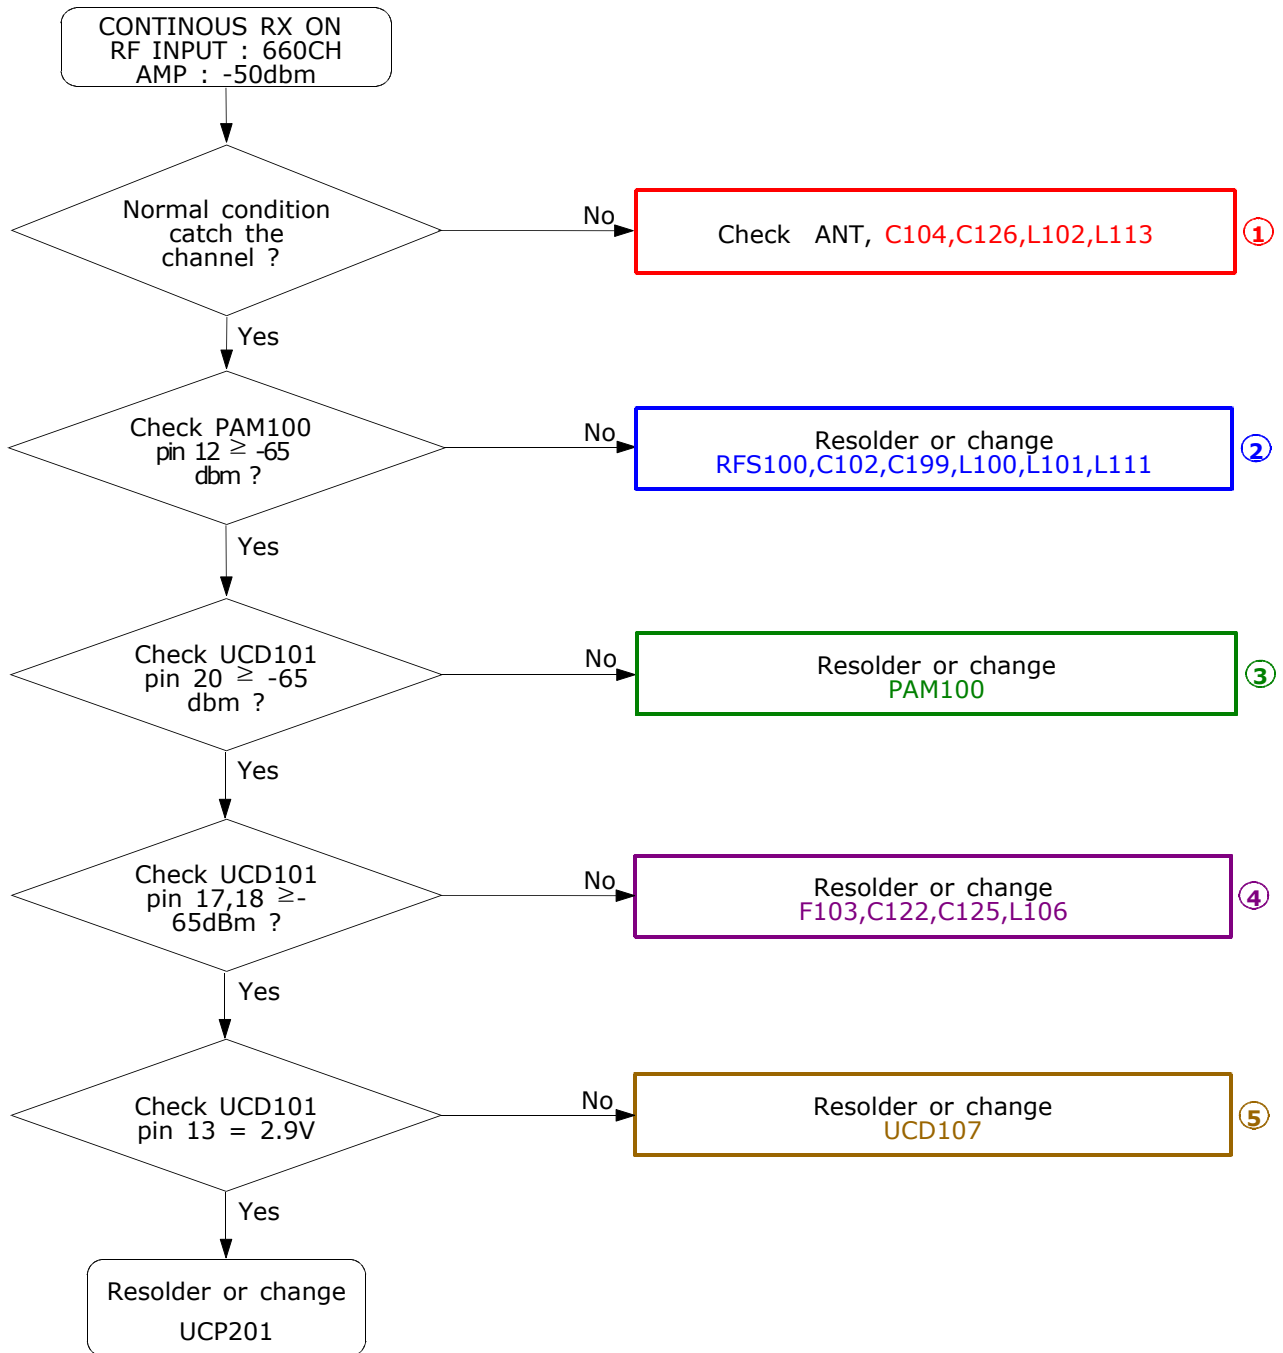 CONTINOUS RX ON
RF INPUT : 660CH
AMP : -50dbm
Normal condition
catch the
channel ?
No
Check ANT, C104,C126,L102,L113
1
Yes
Check PAM100
pin 12 ≥ -65
dbm ?
No
Resolder or change
RFS100,C102,C199,L100,L101,L111
2
Yes
Check UCD101
pin 20 ≥ -65
dbm ?
No
Resolder or change
PAM100
3
Yes
Check UCD101
pin 17,18 ≥-
65dBm ?
No
Resolder or change
F103,C122,C125,L106
4
Yes
Check UCD101
pin 13 = 2.9V
No
Resolder or change
UCD107
5
Yes
Resolder or change
UCP201